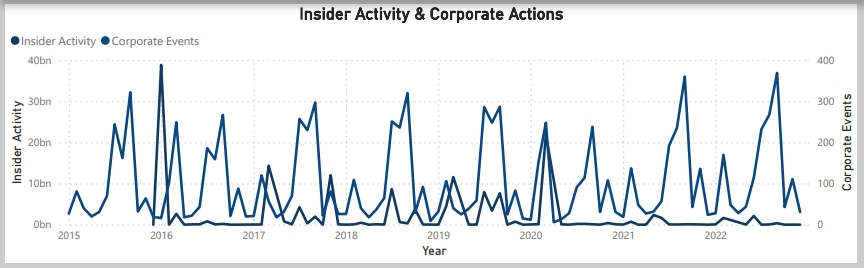 Insider Activity & Corporate Actions
Insider Activity Corporate Events
40bn 400
30bn 300
20bn 200
10bn 100
0bn 0
Insider Activity
Corporate Events
2015 2016 2017 2018 2019 2020 2021 2022
Year